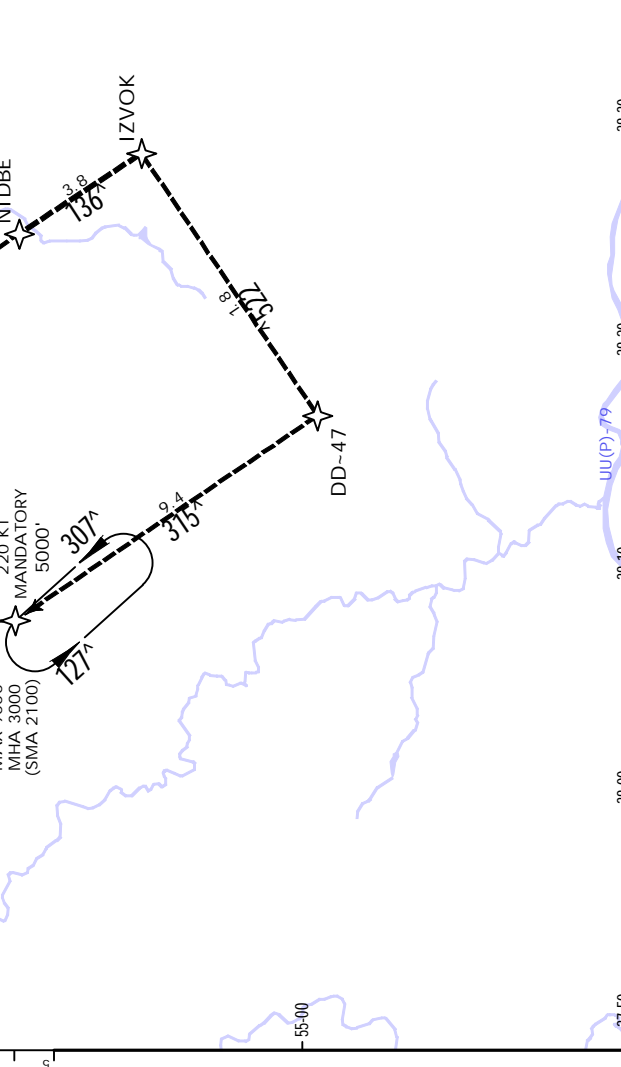 IZVOK
3.8
136^
8.1
225^
DD~47
9.4
315^
220 KT
MANDATORY
5000'
307^
127^
MHA 3000
(SMA 2100)
UU(P)-79
55-00